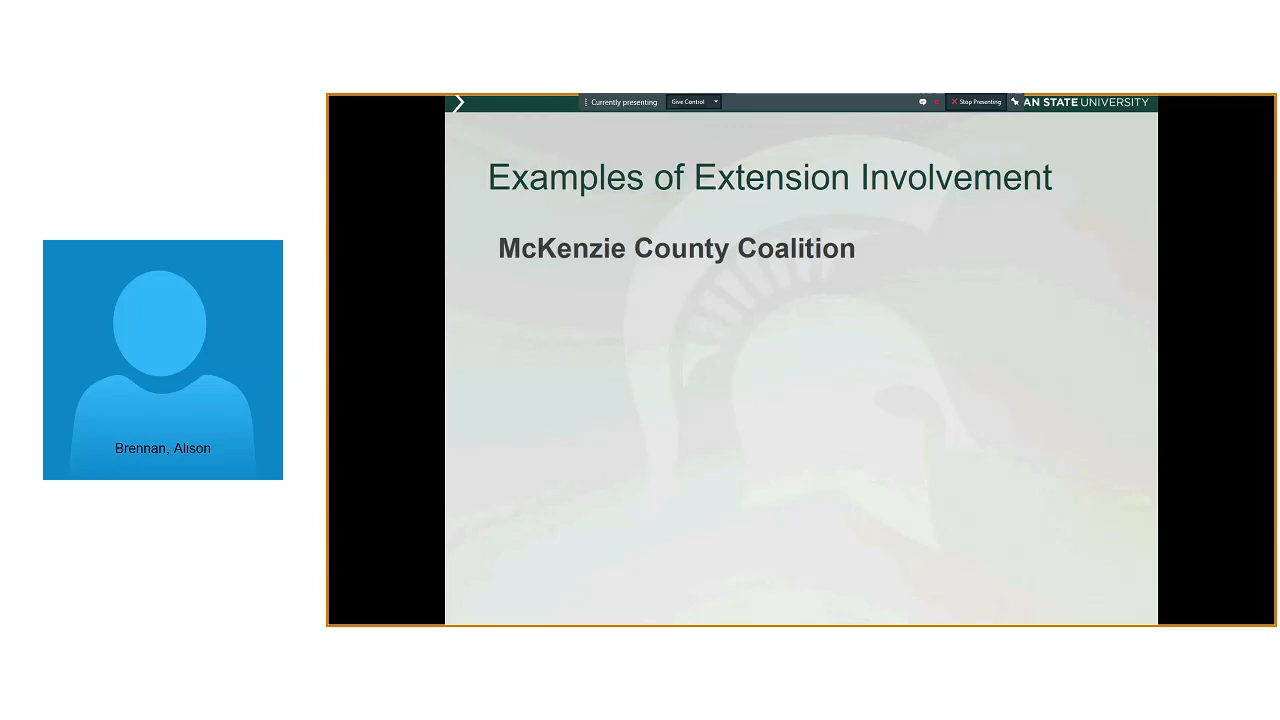 Currently presenting Give Control Stop Presenting AN STATE UNIVERSITY
Examples of Extension Involvement
McKenzie County Coalition
Brennan, Alison